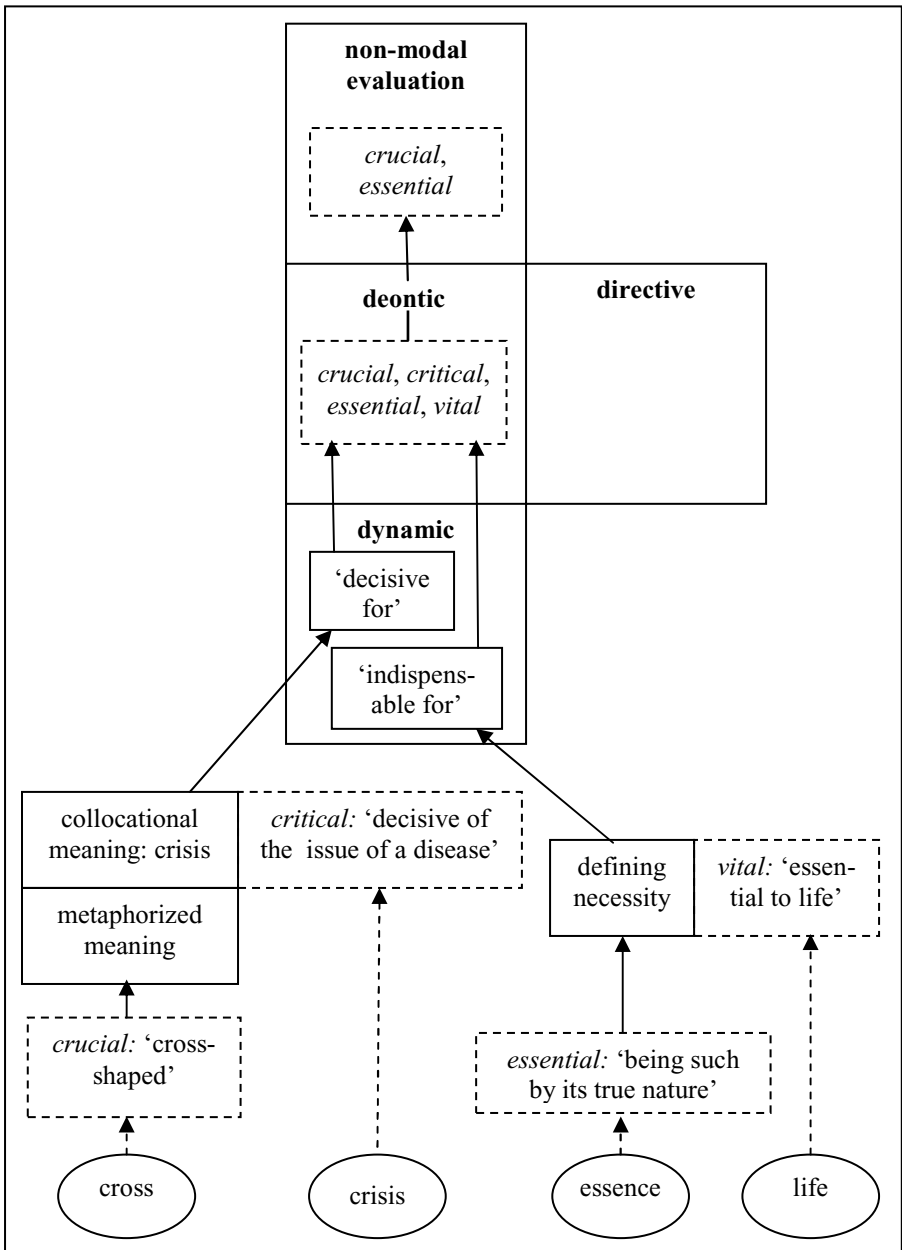 non-modal
evaluation
crucial,
essential
deontic
directive
crucial, critical,
essential, vital
dynamic
‘decisive
for’
‘indispens-
able for’
collocational
meaning: crisis
critical: ‘decisive of
the issue of a disease’
metaphorized
meaning
defining
necessity
vital: ‘essen-
tial to life’
crucial: ‘cross-
shaped’
essential: ‘being such
by its true nature’
cross
crisis
essence
life